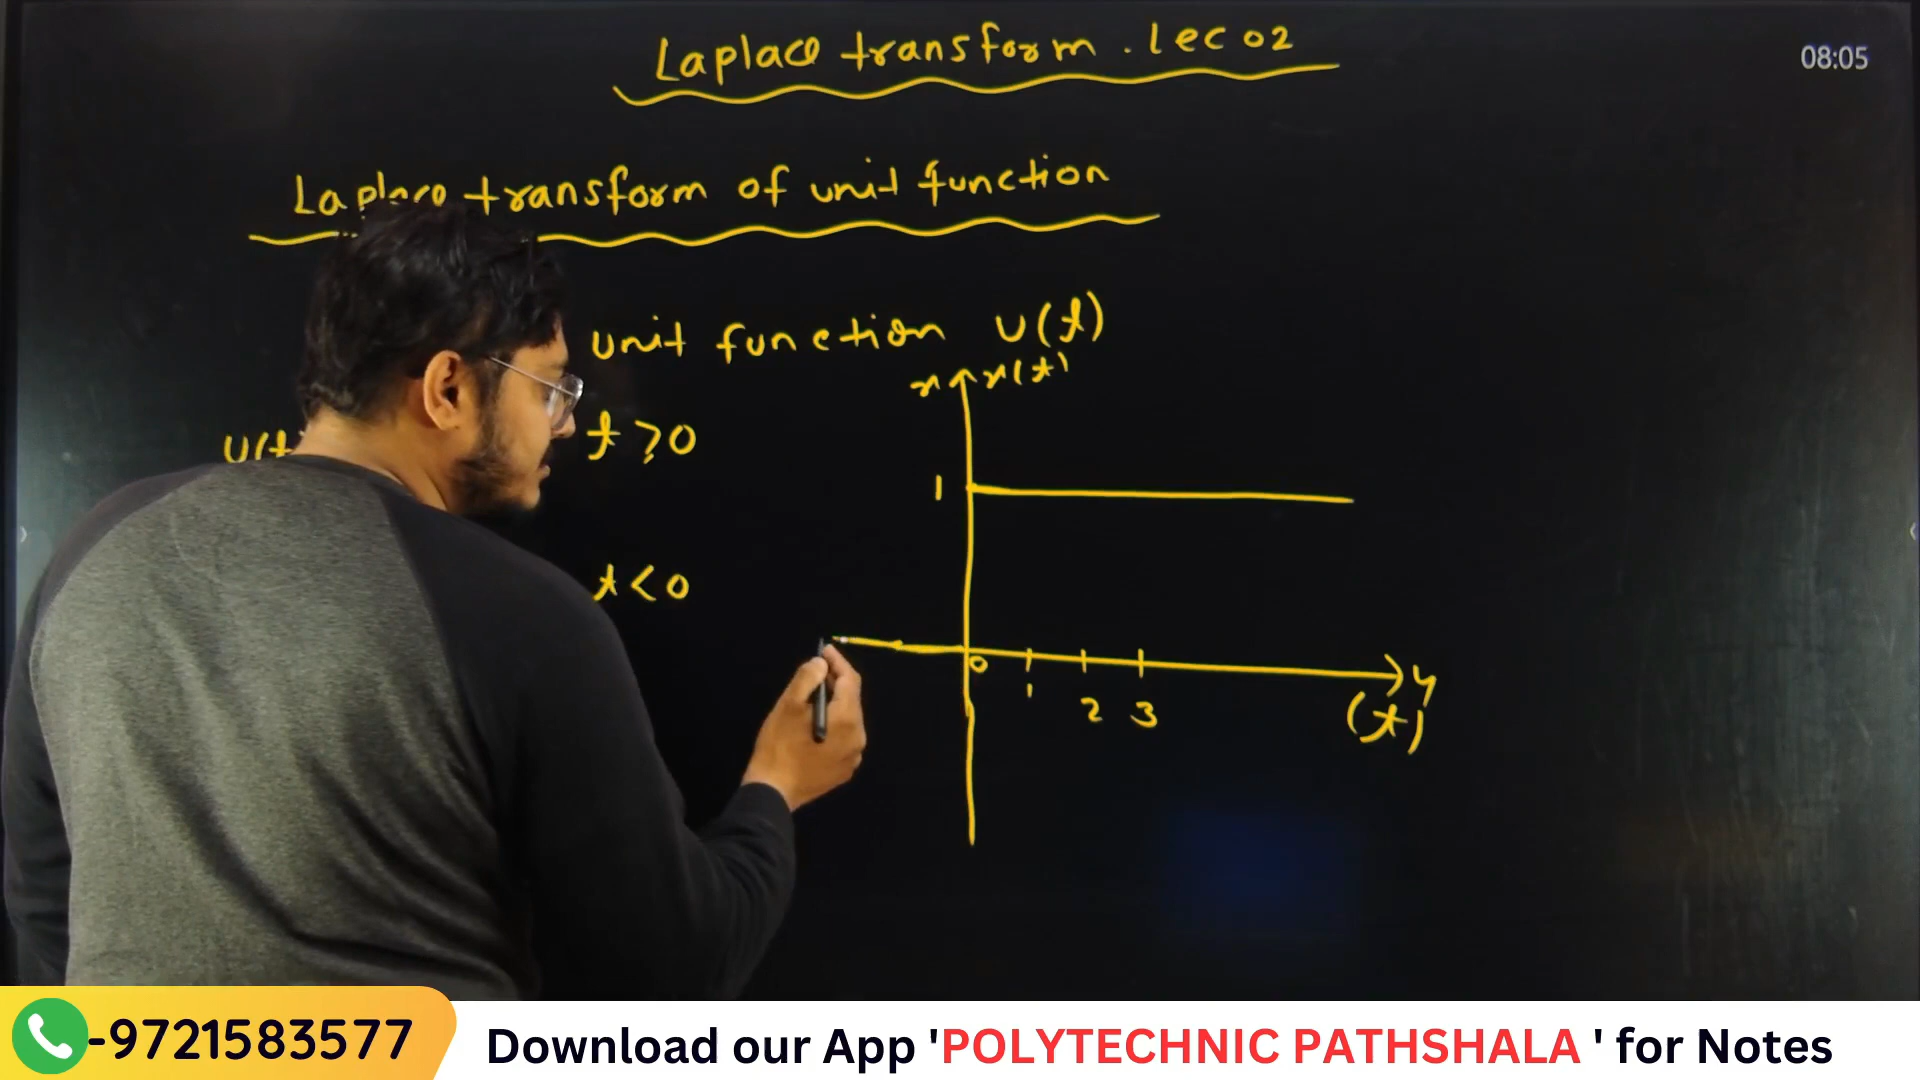 Laplace transform. Lec 02
08:05
Laplace transform of unit function
unit function U(t)
x x(t)
U(t
t ≥ 0
1
t < 0
0
1
2 3
y
(t)
-9721583577
Download our App 'POLYTECHNIC PATHSHALA ' for Notes